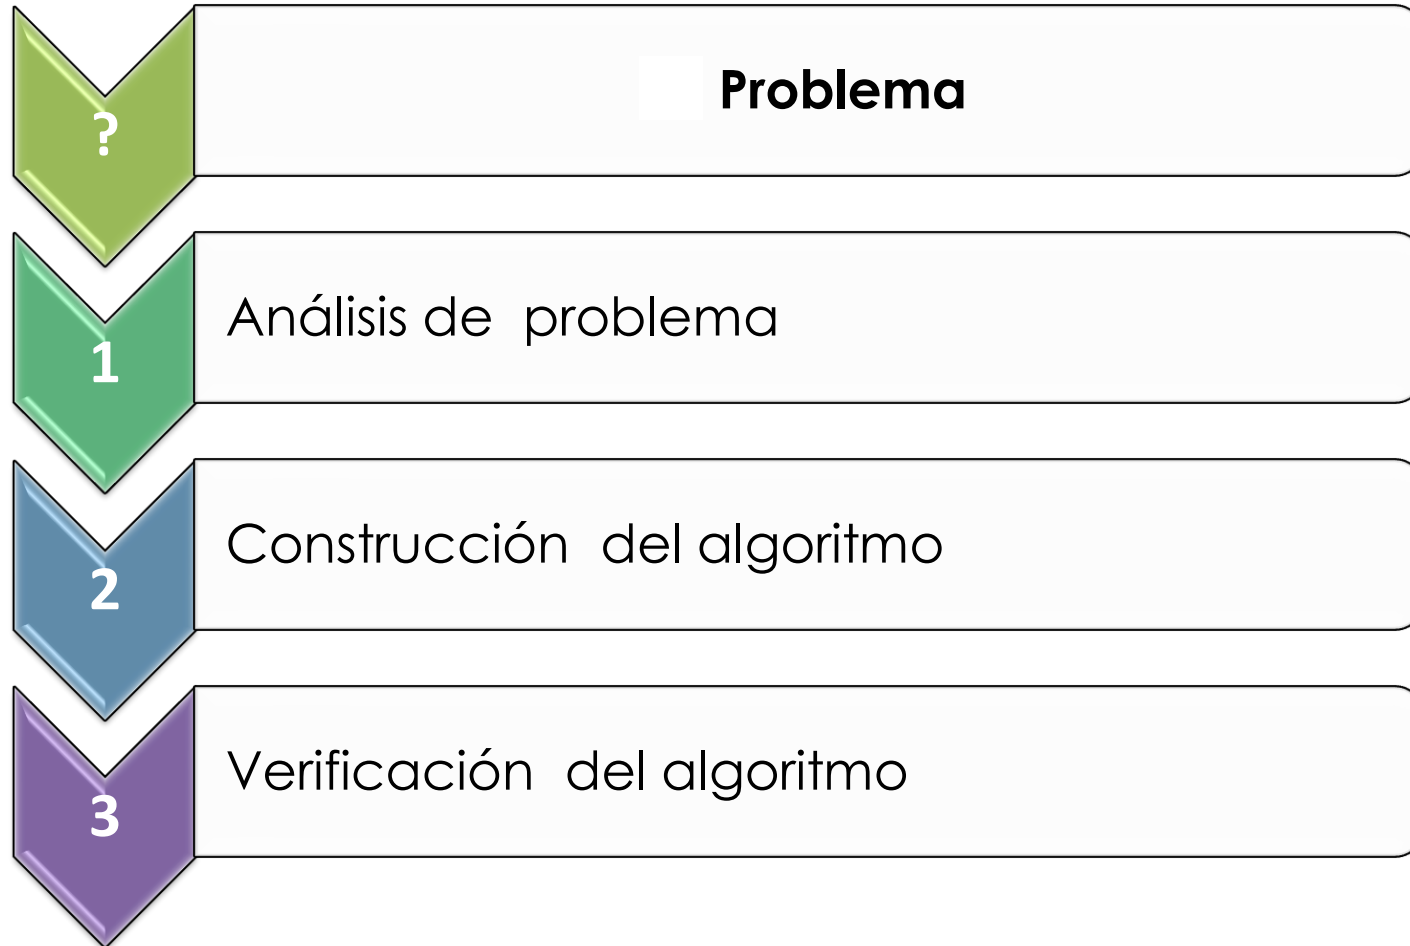 ?
Problema
1
Análisis de problema
2
Construcción del algoritmo
3
Verificación del algoritmo